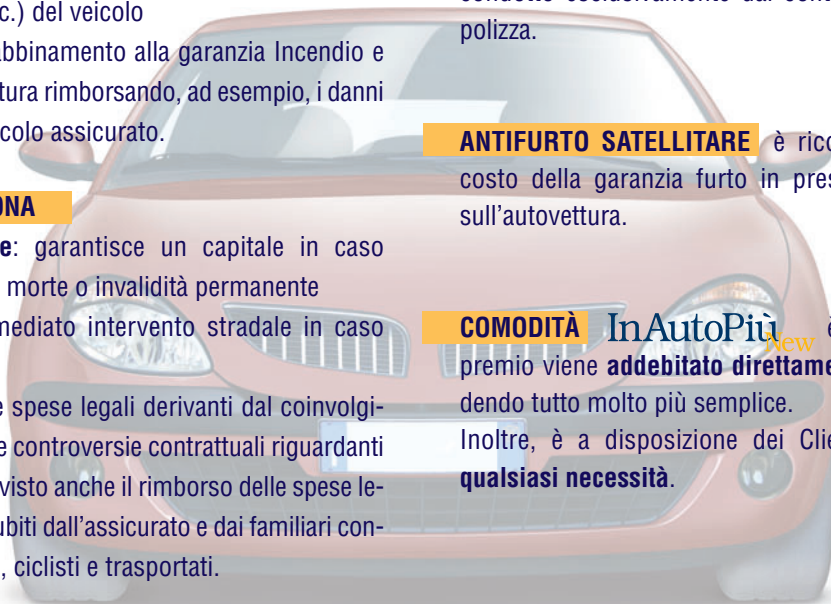 c.) del veicolo
abbinamento alla garanzia Incendio e
tura rimborsando, ad esempio, i danni
colo assicurato.
ONA
e: garantisce un capitale in caso
morte o invalidità permanente
mediato intervento stradale in caso
e spese legali derivanti dal coinvolgi-
e controversie contrattuali riguardanti
visto anche il rimborso delle spese le-
ubiti dall'assicurato e dai familiari con-
, ciclisti e trasportati.
polizza.
ANTIFURTO SATELLITARE è rico
costo della garanzia furto in pres
sull'autovettura.
COMODITÀ InAutoPiù New è
premio viene addebitato direttame
dendo tutto molto più semplice.
Inoltre, è a disposizione dei Clie
qualsiasi necessità.